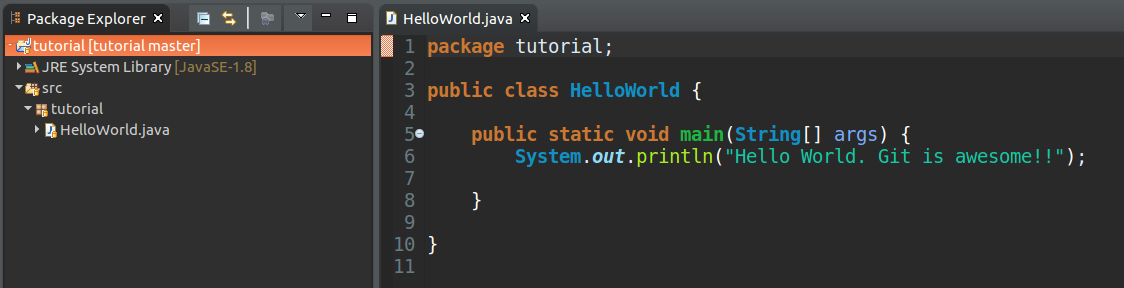 Package Explorer
tutorial [tutorial master]
JRE System Library [JavaSE-1.8]
src
tutorial
HelloWorld.java
HelloWorld.java
1 package tutorial;
2
3 public class HelloWorld {
4
5     public static void main(String[] args) {
6         System.out.println("Hello World. Git is awesome!!");
7
8     }
9
10 }
11